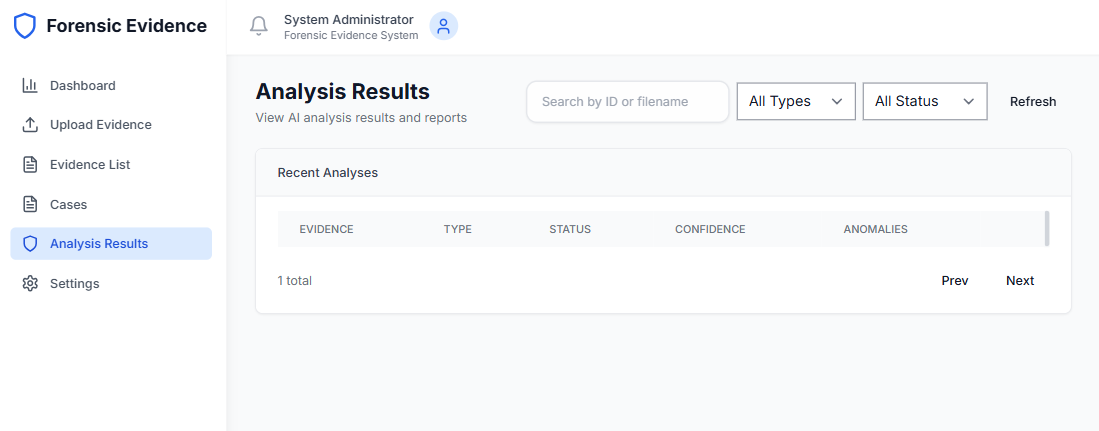 Forensic Evidence
System Administrator
Forensic Evidence System
Dashboard
Upload Evidence
Evidence List
Cases
Analysis Results
Settings
Analysis Results
View AI analysis results and reports
Search by ID or filename
All Types
All Status
Refresh
Recent Analyses
EVIDENCE TYPE STATUS CONFIDENCE ANOMALIES
1 total
Prev Next